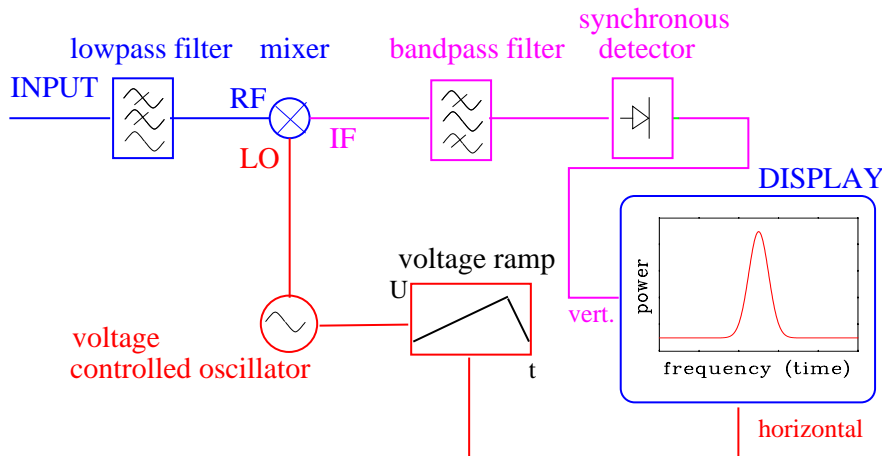 synchronous
lowpass filter mixer bandpass filter detector
INPUT
RF
LO
IF
DISPLAY
voltage ramp
U
t
power
vert.
frequency (time)
voltage
controlled oscillator
horizontal